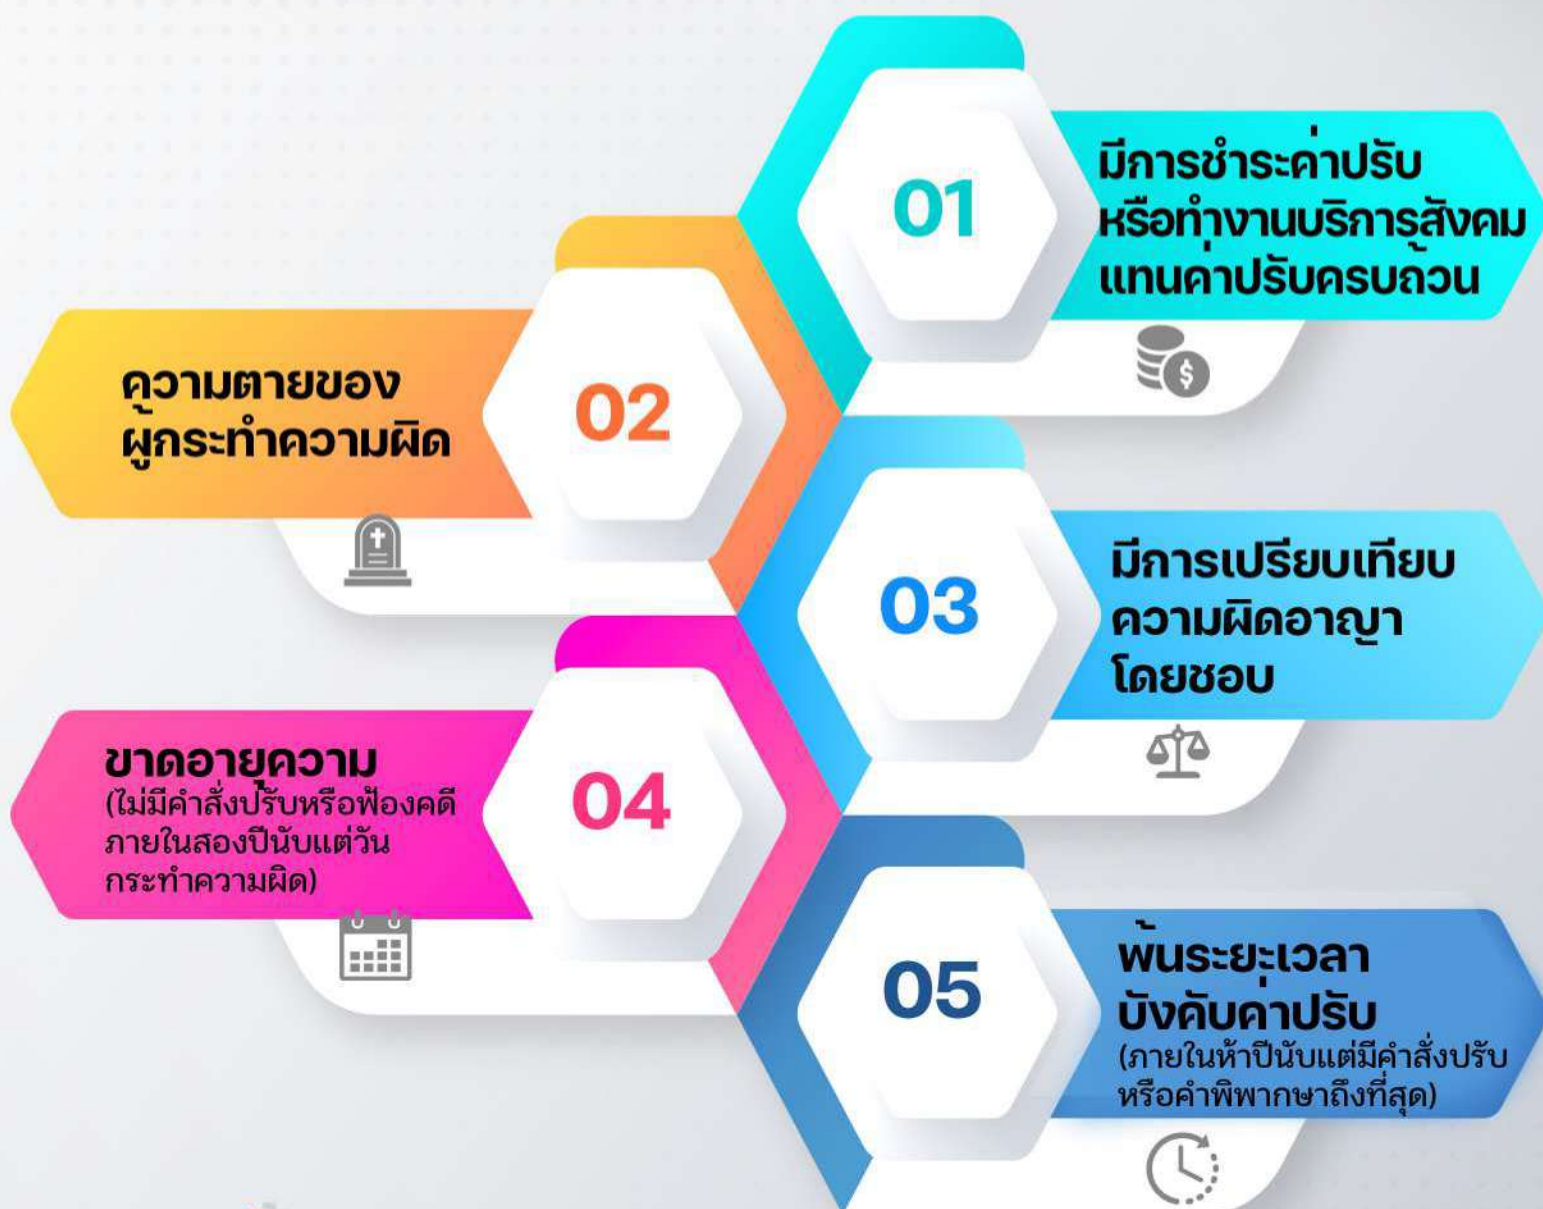 01
มีการชำระค่าปรับ
หรือทำงานบริการสังคม
แทนค่าปรับครบถ้วน
02
ความตายของ
ผู้กระทำความผิด
03
มีการเปรียบเทียบ
ความผิดอาญา
โดยชอบ
04
ขาดอายุความ
(ไม่มีคำสั่งปรับหรือฟ้องคดี
ภายในสองปีนับแต่วัน
กระทำความผิด)
05
พ้นระยะเวลา
บังคับค่าปรับ
(ภายในห้าปีนับแต่มีคำสั่งปรับ
หรือคำพิพากษาถึงที่สุด)